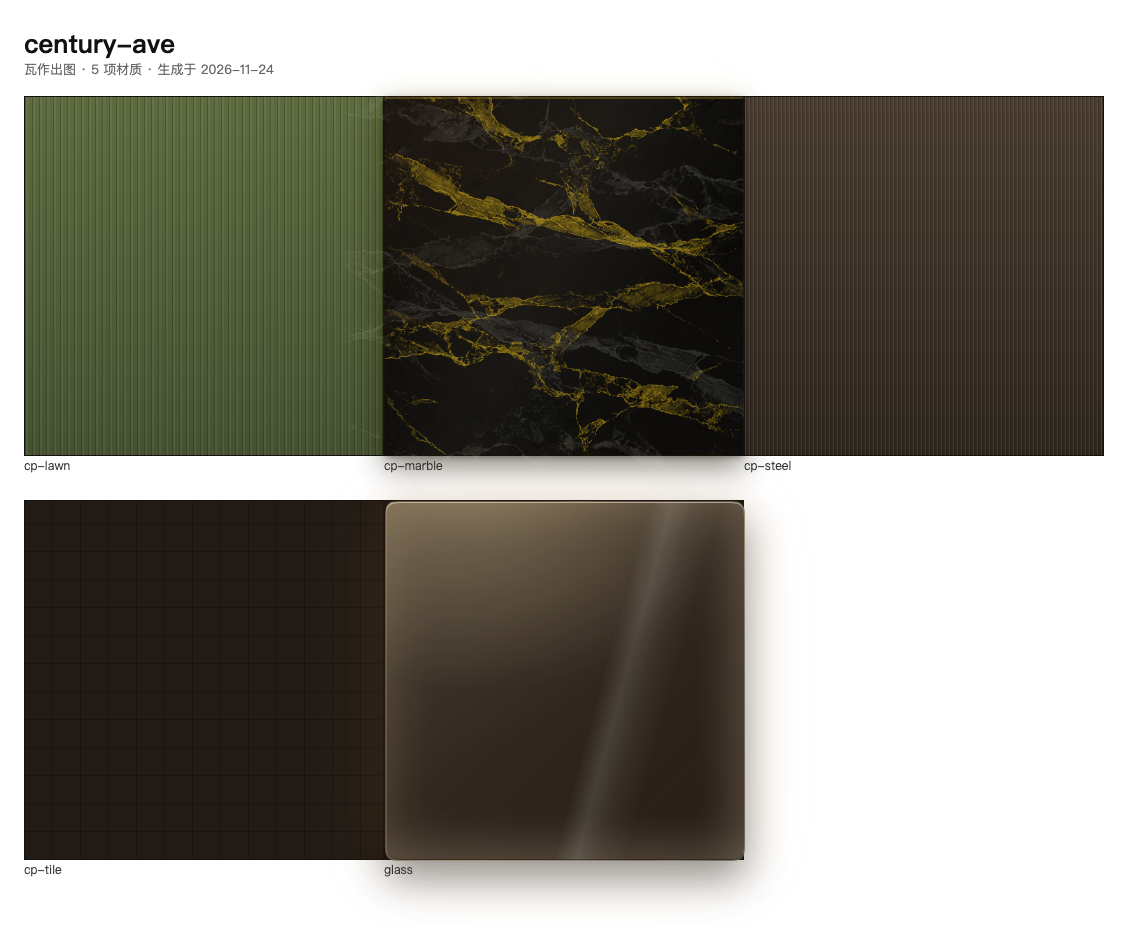 century-ave
瓦作出图 · 5 项材质 · 生成于 2026-11-24
cp-lawn
cp-marble
cp-steel
cp-tile
glass